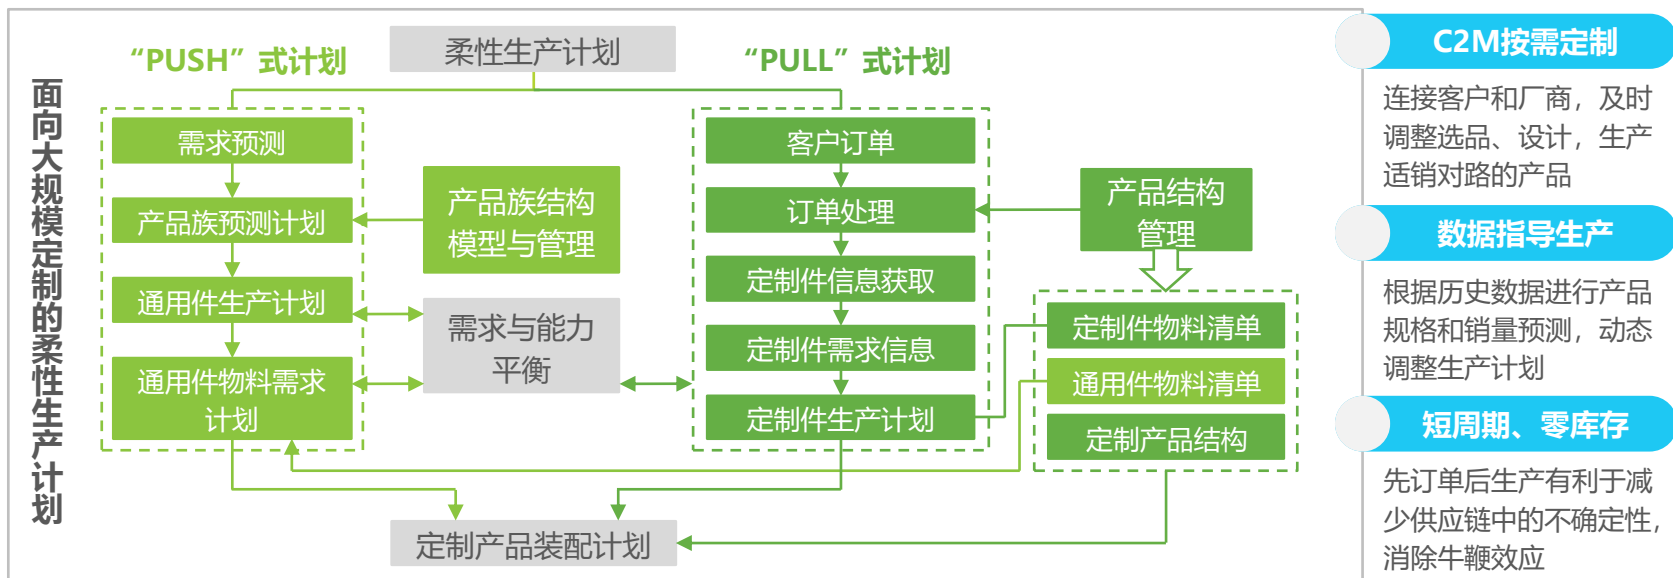 面向大规模定制的柔性生产计划
柔性生产计划
“PUSH”式计划
需求预测
产品族预测计划
通用件生产计划
通用件物料需求
计划
产品族结构
模型与管理
需求与能力
平衡
“PULL”式计划
客户订单
订单处理
定制件信息获取
定制件需求信息
定制件生产计划
产品结构
管理
定制件物料清单
通用件物料清单
定制产品结构
定制产品装配计划
C2M按需定制
连接客户和厂商，及时
调整选品、设计，生产
适销对路的产品
数据指导生产
根据历史数据进行产品
规格和销量预测，动态
调整生产计划
短周期、零库存
先订单后生产有利于减
少供应链中的不确定性，
消除牛鞭效应